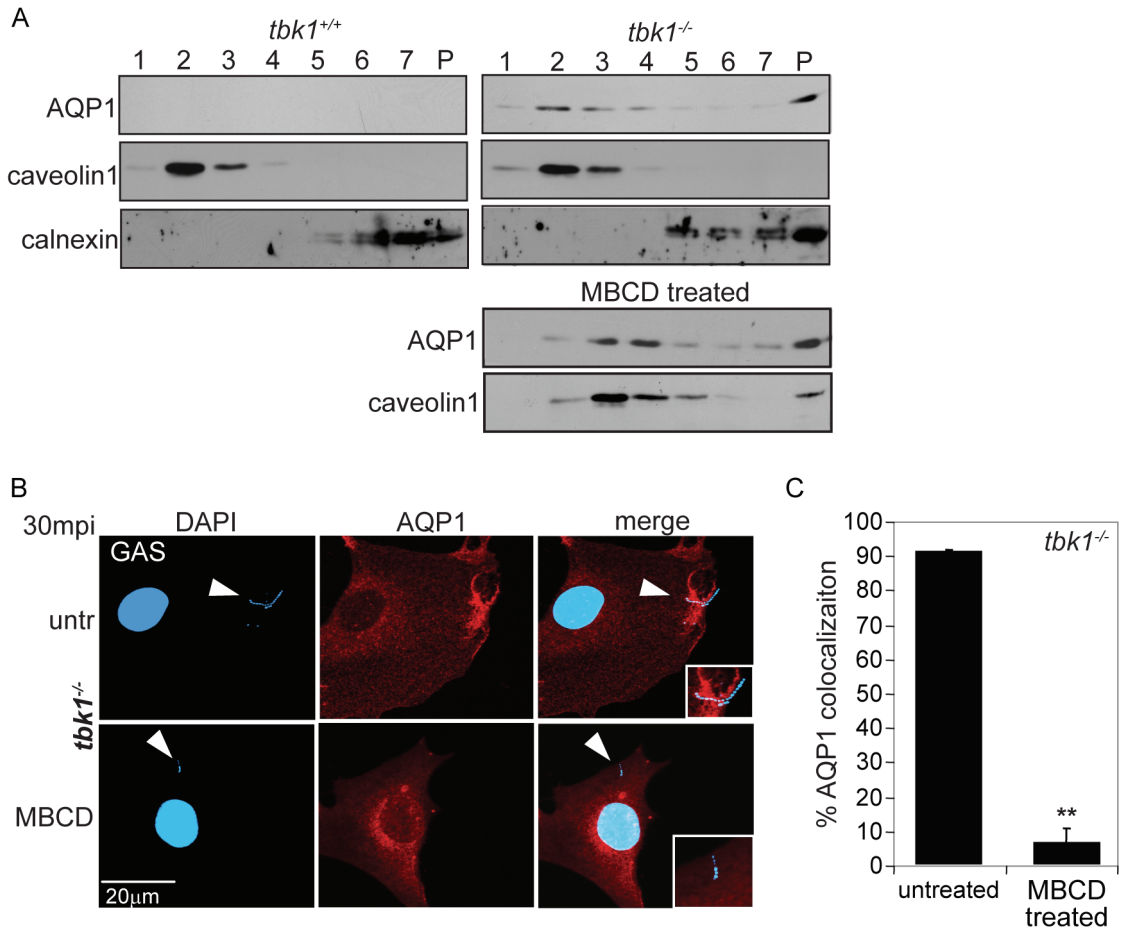 A
tbk1+/+
tbk1-/-
1 2 3 4 5 6 7 P
1 2 3 4 5 6 7 P
AQP1
caveolin1
calnexin
MBCD treated
AQP1
caveolin1
B
30mpi
DAPI
AQP1
merge
GAS
untr
tbk1-/-
MBCD
20μm
C
% AQP1 colocalizaiton
100
90
80
70
60
50
40
30
20
10
0
tbk1-/-
**
untreated
MBCD
treated